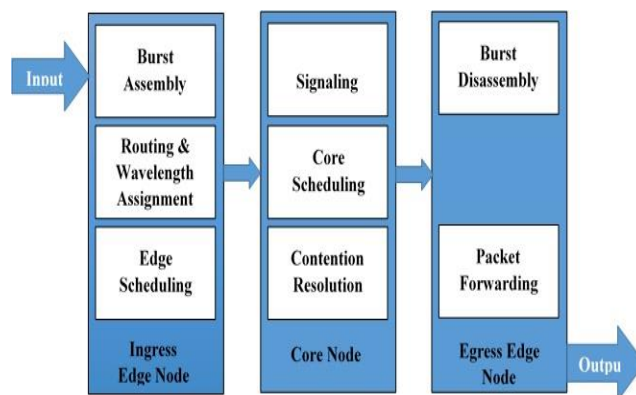 Input
Burst
Assembly
Routing &
Wavelength
Assignment
Edge
Scheduling
Ingress
Edge Node
Signaling
Core
Scheduling
Contention
Resolution
Core Node
Burst
Disassembly
Packet
Forwarding
Egress Edge
Node
Outpu